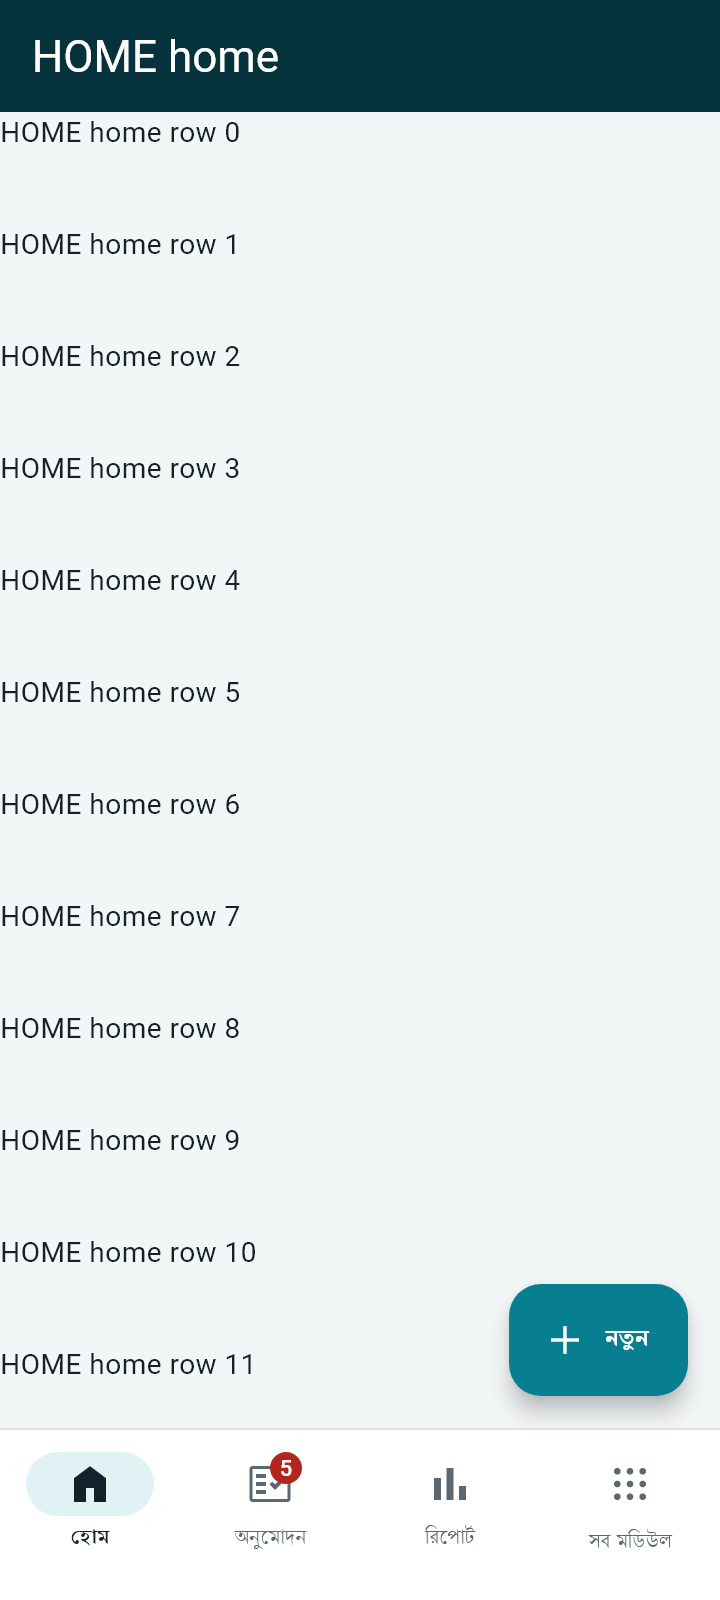 HOME home
HOME home row 0
HOME home row 1
HOME home row 2
HOME home row 3
HOME home row 4
HOME home row 5
HOME home row 6
HOME home row 7
HOME home row 8
HOME home row 9
HOME home row 10
HOME home row 11
নতুন
5
হোম
অনুমোদন
রিপোর্ট
সব মডিউল